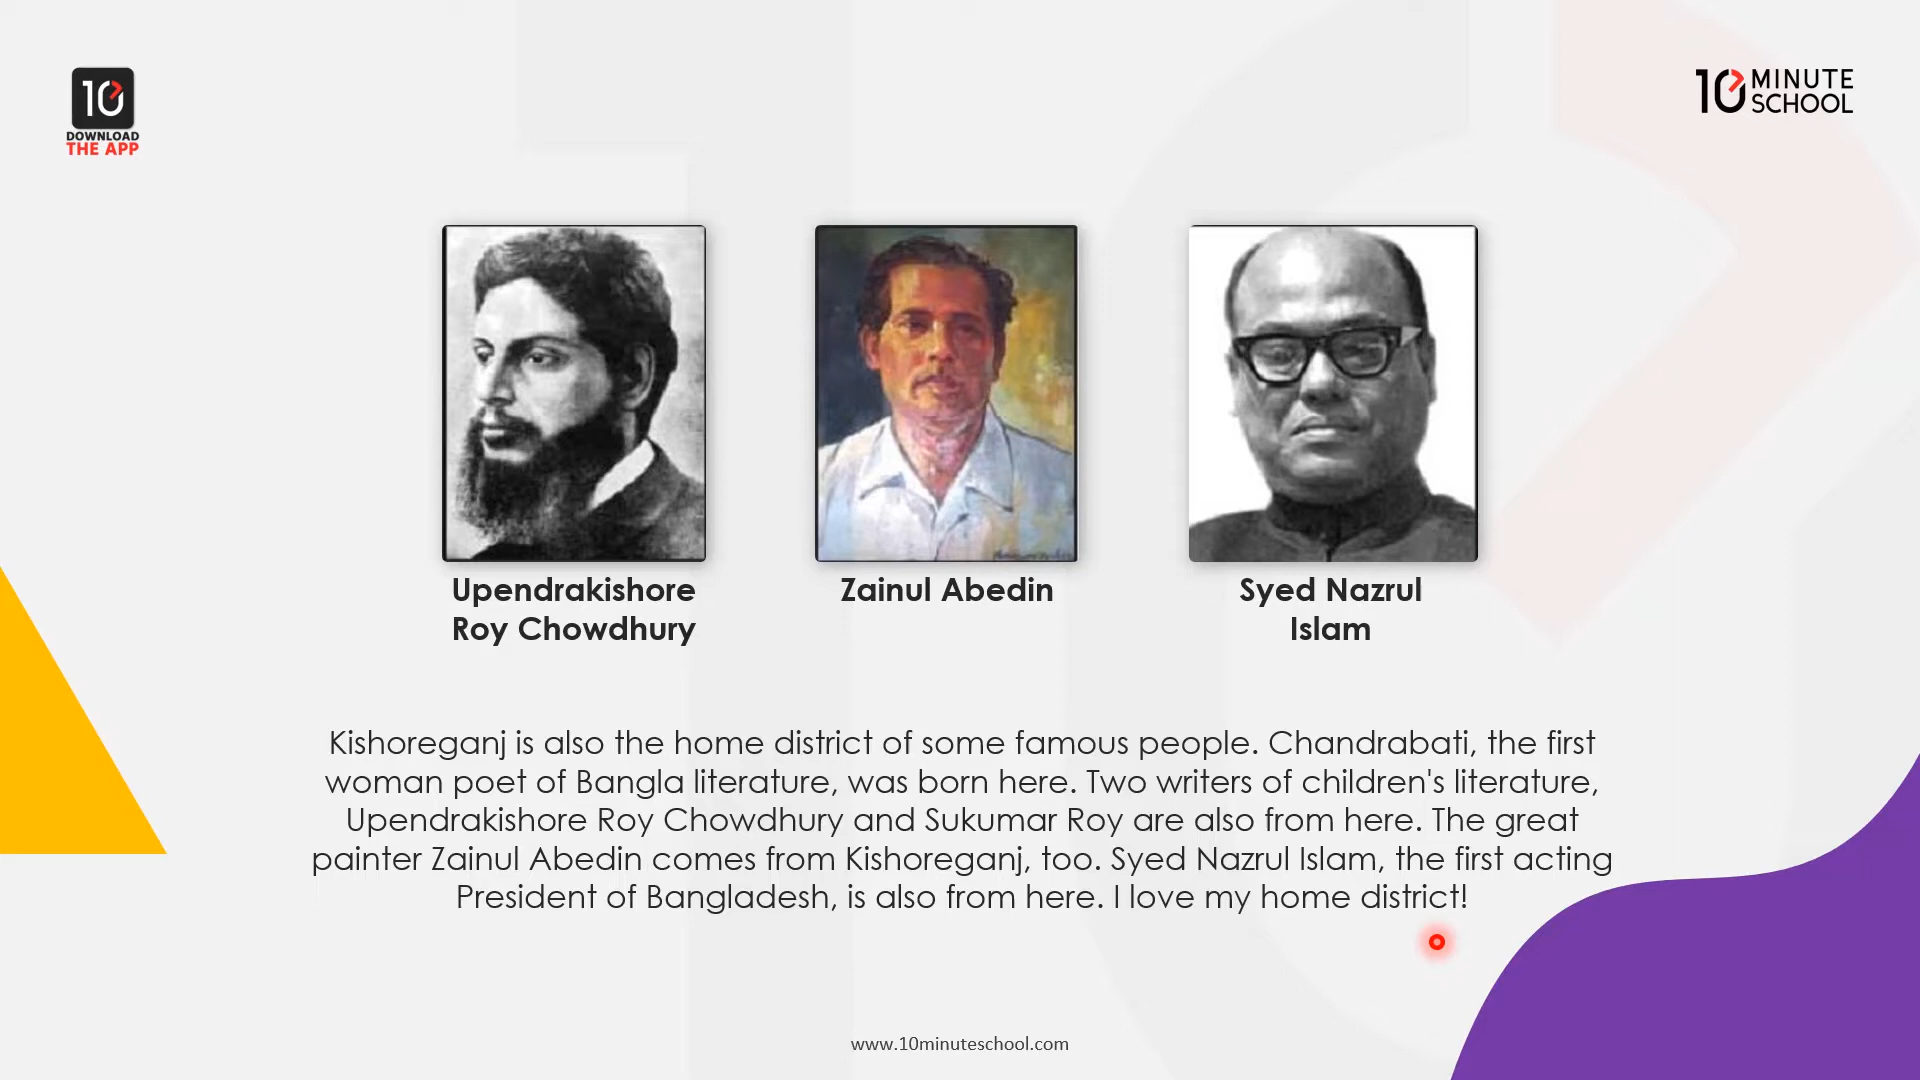 10
DOWNLOAD
THE APP
10 MINUTE
SCHOOL
Upendrakishore
Roy Chowdhury
Zainul Abedin
Syed Nazrul
Islam
Kishoreganj is also the home district of some famous people. Chandrabati, the first
woman poet of Bangla literature, was born here. Two writers of children's literature,
Upendrakishore Roy Chowdhury and Sukumar Roy are also from here. The great
painter Zainul Abedin comes from Kishoreganj, too. Syed Nazrul Islam, the first acting
President of Bangladesh, is also from here. I love my home district!
www.10minuteschool.com